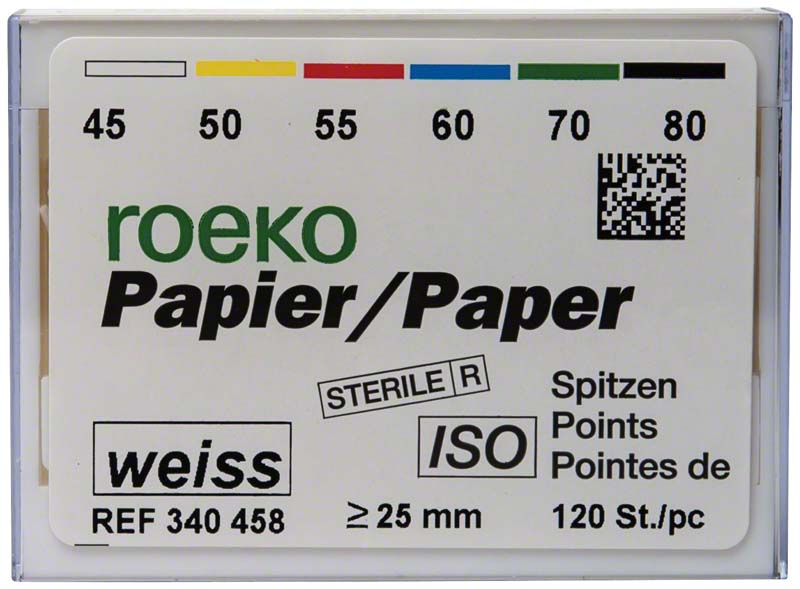 45 50 55 60 70 80
roeko
Papier/Paper
STERILE R
weiss
ISO
Spitzen
Points
Pointes de
REF 340 458
≥ 25 mm
120 St./pc